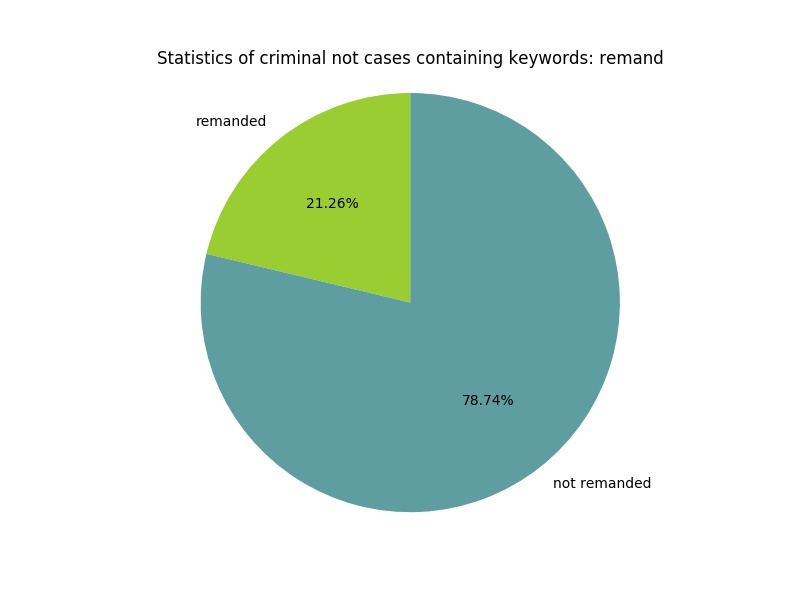 Statistics of criminal not cases containing keywords: remand
remanded
21.26%
78.74%
not remanded